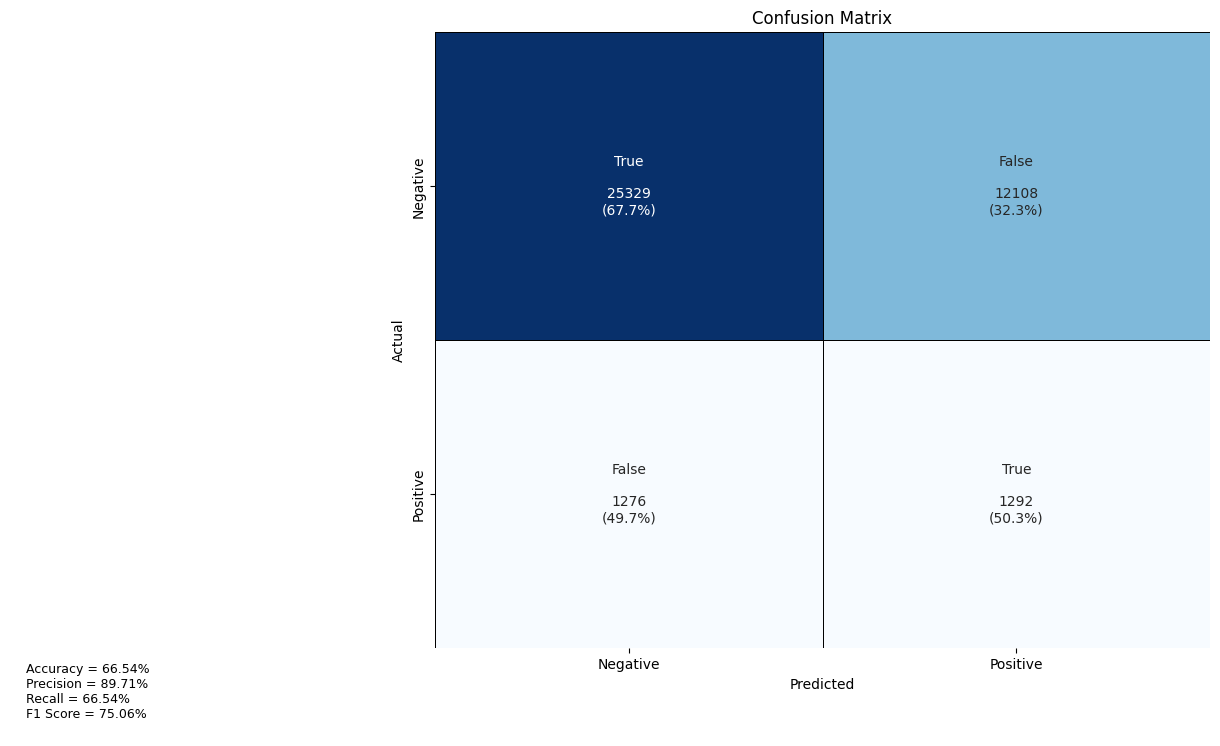 Confusion Matrix
Negative
True
25329
(67.7%)
False
12108
(32.3%)
Actual
Positive
False
1276
(49.7%)
True
1292
(50.3%)
Negative
Positive
Predicted
Accuracy = 66.54%
Precision = 89.71%
Recall = 66.54%
F1 Score = 75.06%